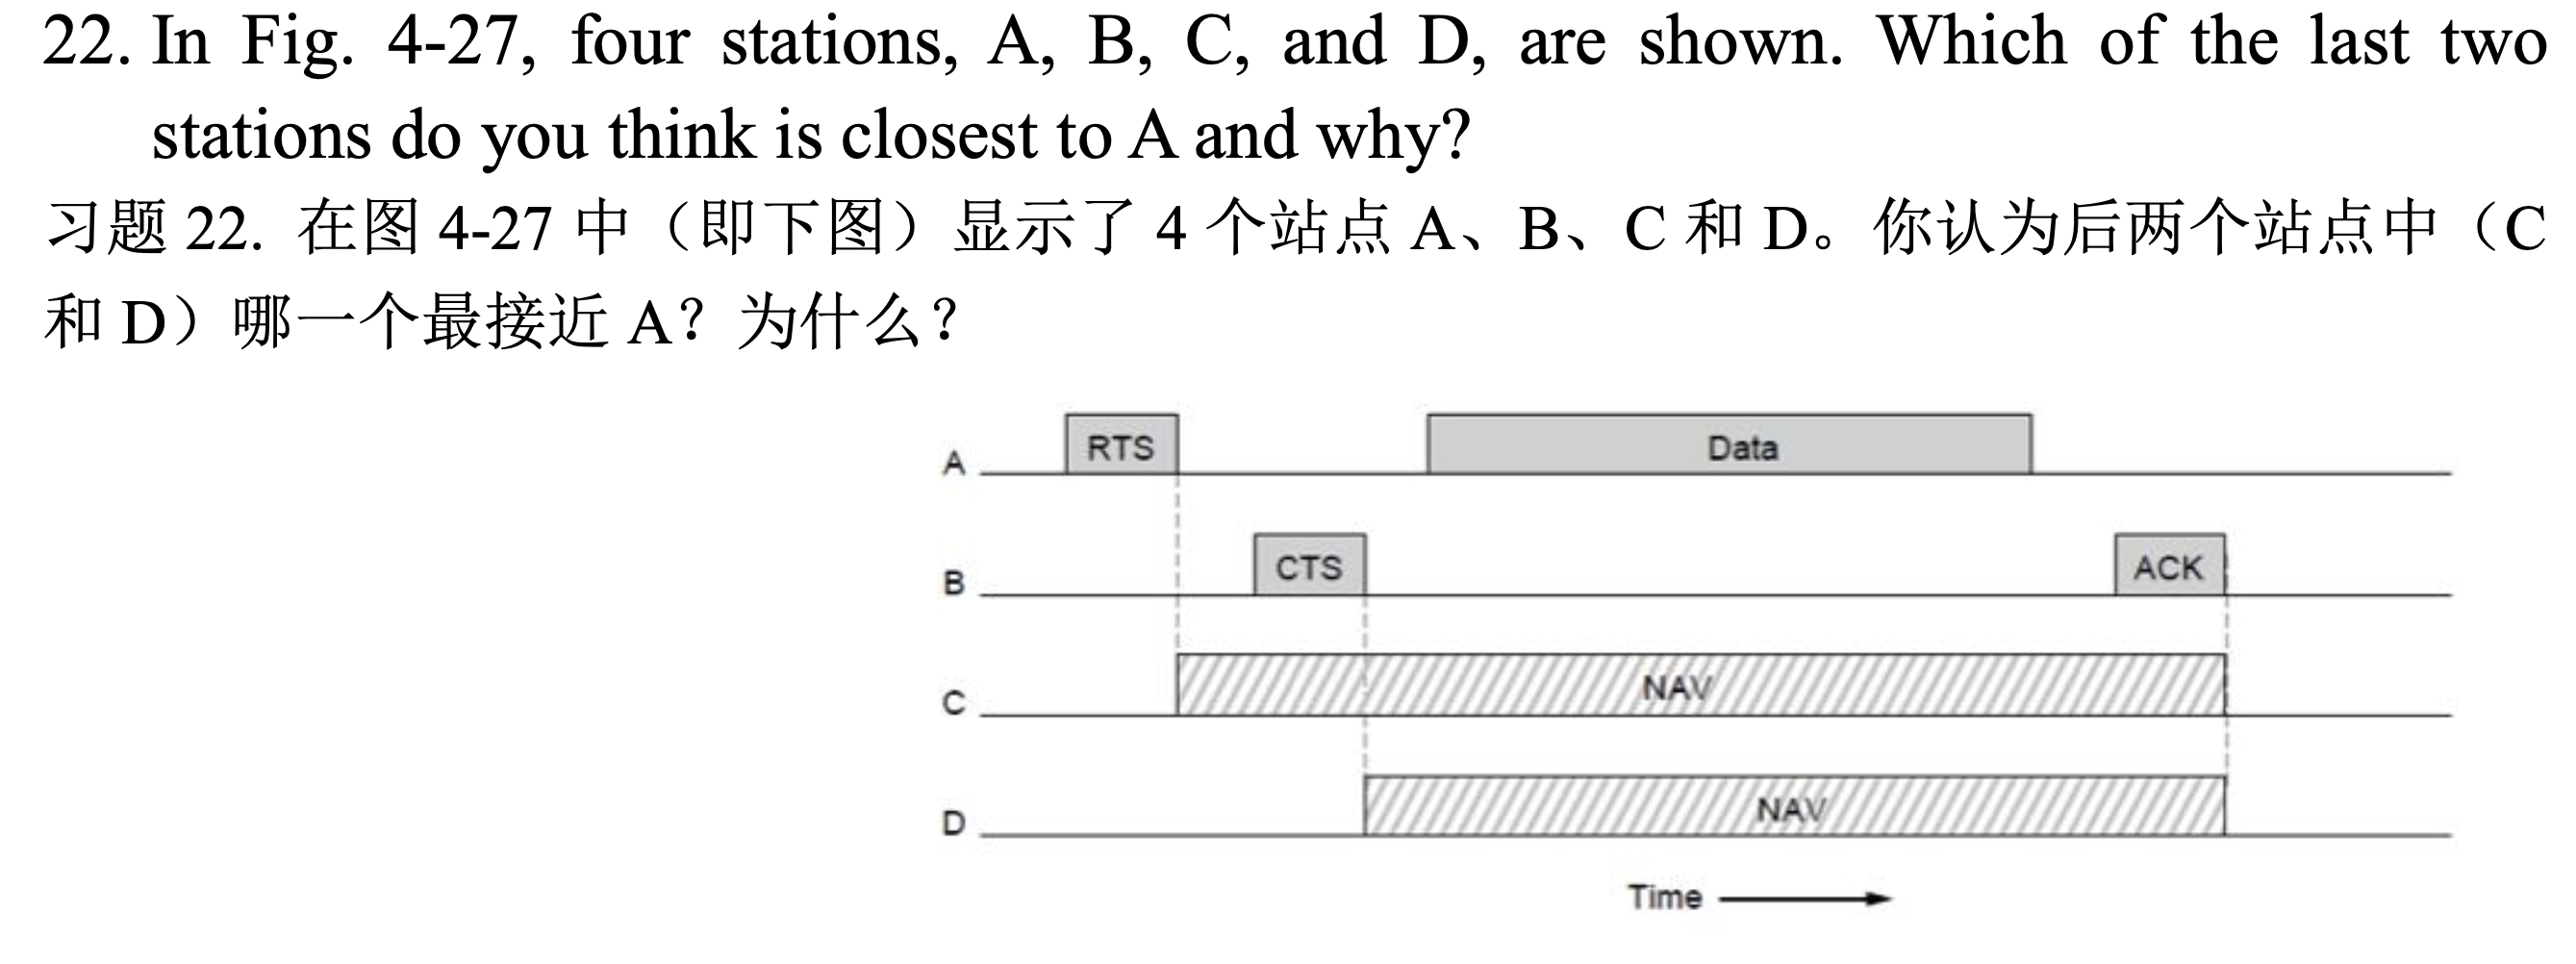 22. In Fig. 4-27, four stations, A, B, C, and D, are shown. Which of the last two
stations do you think is closest to A and why?
习题 22. 在图 4-27 中（即下图）显示了 4 个站点 A、B、C 和 D。你认为后两个站点中（C
和 D）哪一个最接近 A？为什么？
A RTS Data
B CTS ACK
C NAV
D NAV
Time